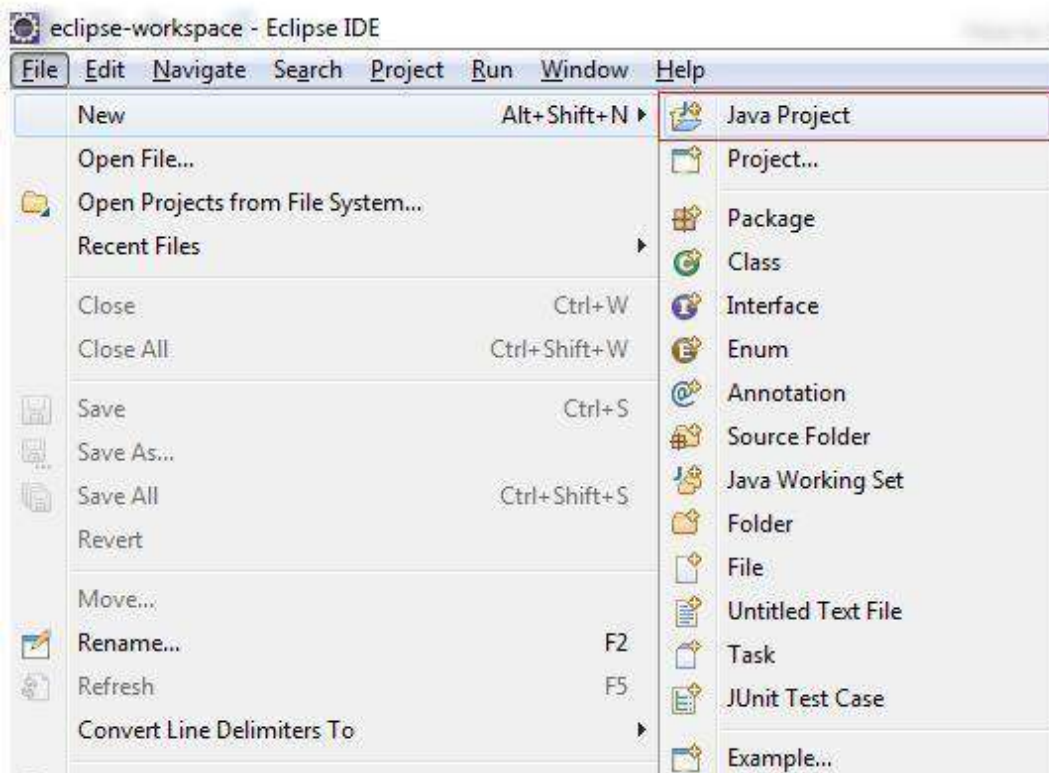 eclipse-workspace - Eclipse IDE
File Edit Navigate Search Project Run Window Help
New Alt+Shift+N
Open File...
Open Projects from File System...
Recent Files
Close Ctrl+W
Close All Ctrl+Shift+W
Save Ctrl+S
Save As...
Save All Ctrl+Shift+S
Revert
Move...
Rename... F2
Refresh F5
Convert Line Delimiters To
Java Project
Project...
Package
Class
Interface
Enum
Annotation
Source Folder
Java Working Set
Folder
File
Untitled Text File
Task
JUnit Test Case
Example...